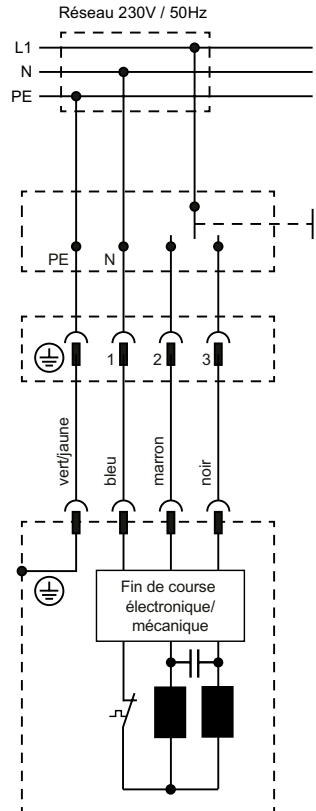 Réseau 230V / 50Hz
L1
N
PE
PE
N
1
2
3
vert/jaune
bleu
marron
noir
Fin de course
électronique/
mécanique